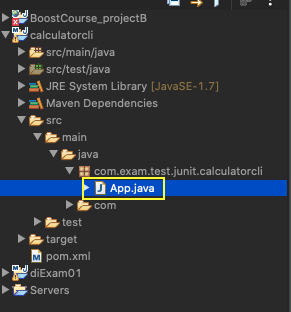 BoostCourse_projectB
calculatorcli
src/main/java
src/test/java
JRE System Library [JavaSE-1.7]
Maven Dependencies
src
main
java
com.exam.test.junit.calculatorcli
App.java
com
test
target
pom.xml
diExam01
Servers